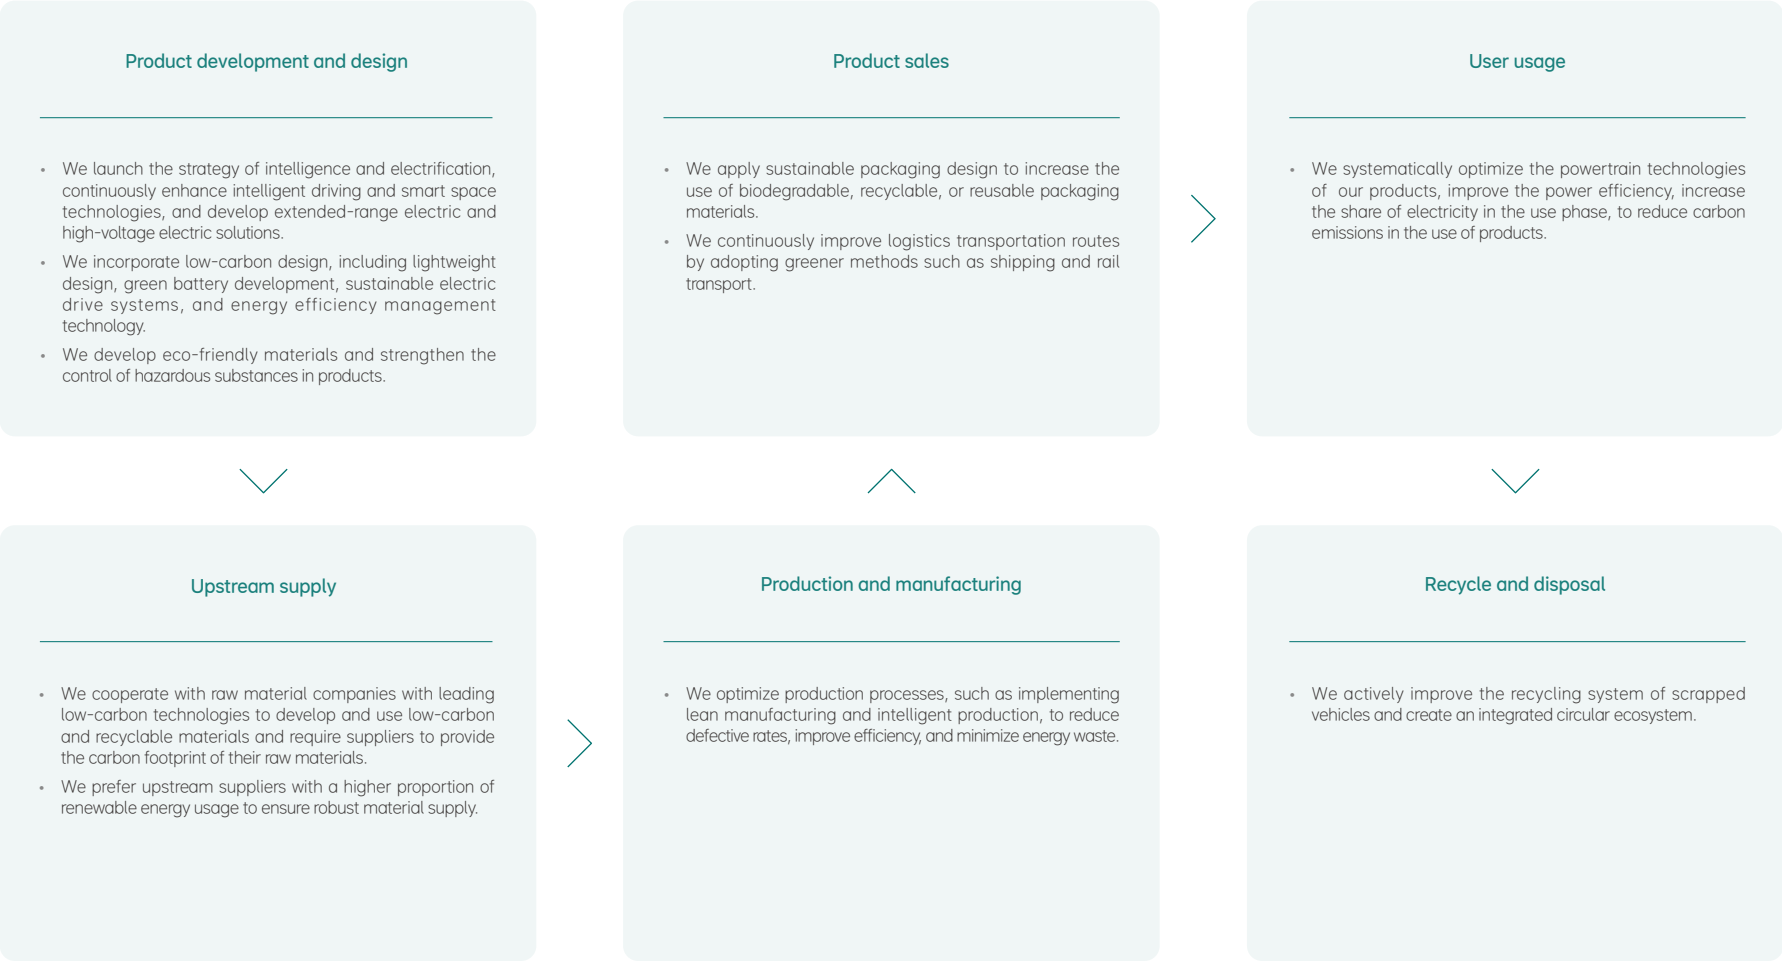 Product development and design
• We launch the strategy of intelligence and electrification,
continuously enhance intelligent driving and smart space
technologies, and develop extended-range electric and
high-voltage electric solutions.
• We incorporate low-carbon design, including lightweight
design, green battery development, sustainable electric
drive systems, and energy efficiency management
technology.
• We develop eco-friendly materials and strengthen the
control of hazardous substances in products.
Upstream supply
• We cooperate with raw material companies with leading
low-carbon technologies to develop and use low-carbon
and recyclable materials and require suppliers to provide
the carbon footprint of their raw materials.
• We prefer upstream suppliers with a higher proportion of
renewable energy usage to ensure robust material supply.
Production and manufacturing
• We optimize production processes, such as implementing
lean manufacturing and intelligent production, to reduce
defective rates, improve efficiency, and minimize energy waste.
Product sales
• We apply sustainable packaging design to increase the
use of biodegradable, recyclable, or reusable packaging
materials.
• We continuously improve logistics transportation routes
by adopting greener methods such as shipping and rail
transport.
User usage
• We systematically optimize the powertrain technologies
of our products, improve the power efficiency, increase
the share of electricity in the use phase, to reduce carbon
emissions in the use of products.
Recycle and disposal
• We actively improve the recycling system of scrapped
vehicles and create an integrated circular ecosystem.